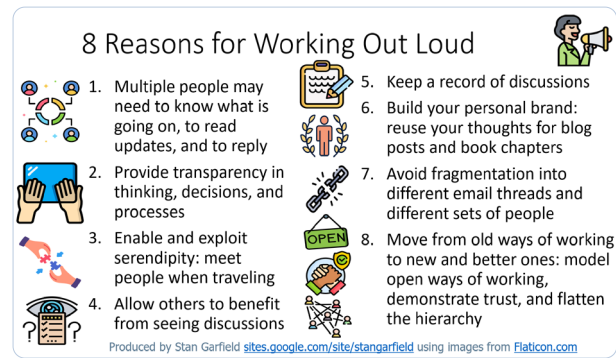 8 Reasons for Working Out Loud
1. Multiple people may
need to know what is
going on, to read
updates, and to reply
2. Provide transparency in
thinking, decisions, and
processes
3. Enable and exploit
serendipity: meet
people when traveling
4. Allow others to benefit
from seeing discussions
5. Keep a record of discussions
6. Build your personal brand:
reuse your thoughts for blog
posts and book chapters
7. Avoid fragmentation into
different email threads and
different sets of people
OPEN
8. Move from old ways of working
to new and better ones: model
open ways of working,
demonstrate trust, and flatten
the hierarchy
Produced by Stan Garfield sites.google.com/site/stangarfield using images from Flaticon.com